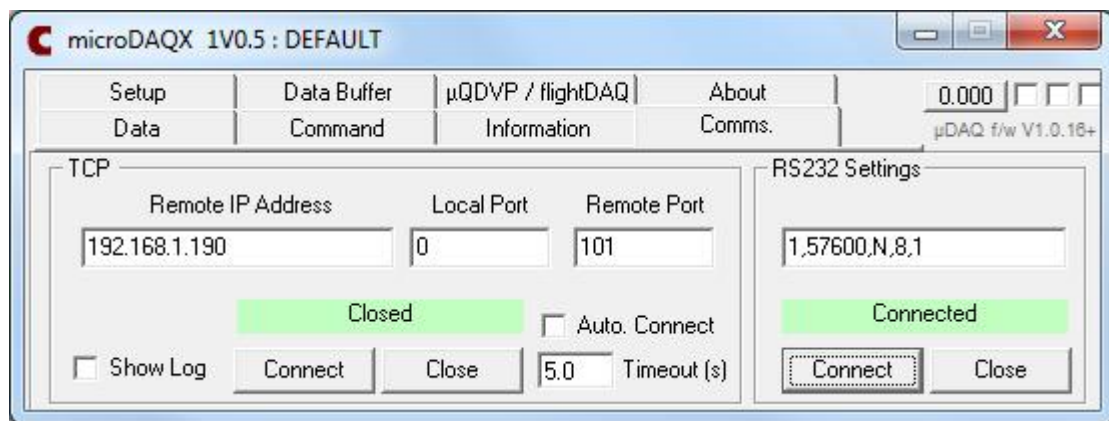 microDAQX 1V0.5 : DEFAULT
Setup Data Buffer µQDVP / flightDAQ About 0.000
Data Command Information Comms. µDAQ f/w V1.0.16+
TCP RS232 Settings
Remote IP Address Local Port Remote Port
192.168.1.190 0 101 1,57600,N,8,1
Closed Auto. Connect Connected
Show Log Connect Close 5.0 Timeout (s) Connect Close